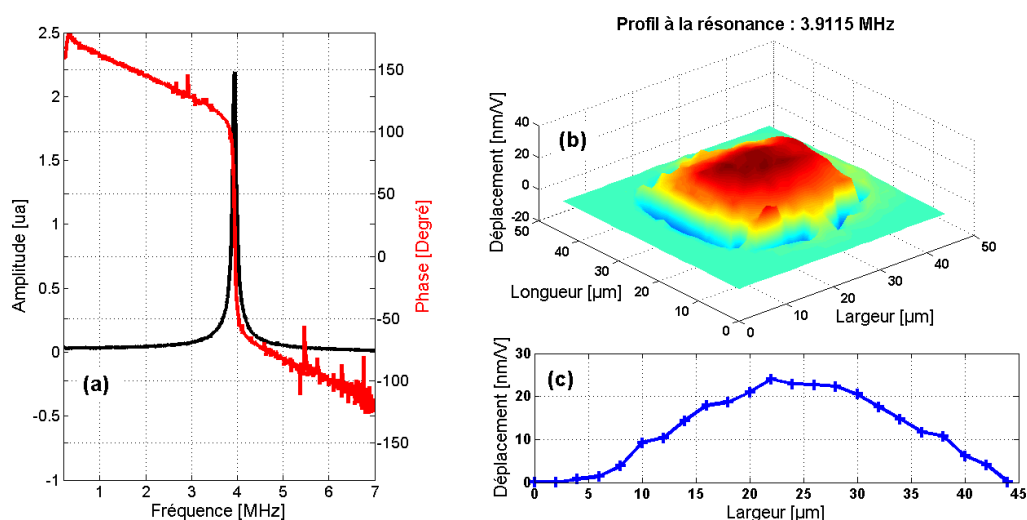 2.5
2
1.5
1
0.5
0
-0.5
-1
Amplitude [ua]
150
100
50
0
-50
-100
-150
Phase [Degré]
(a)
1 2 3 4 5 6 7
Fréquence [MHz]
Profil à la résonance : 3.9115 MHz
(b)
40
20
0
-20
Déplacement [nm/V]
50
40
30
20
10
0
Longueur [µm]
0
10
20
30
40
50
Largeur [µm]
(c)
30
20
10
0
Déplacement [nm/V]
0 5 10 15 20 25 30 35 40 45
Largeur [µm]